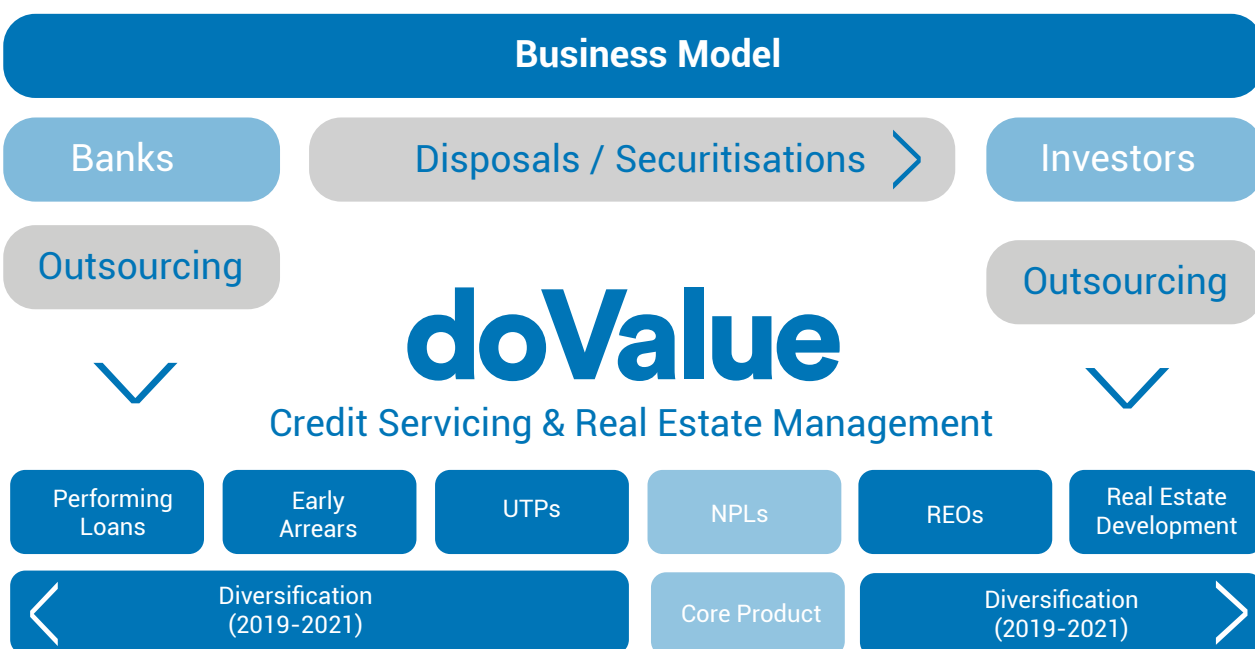 Business Model
Banks
Disposals / Securitisations
Investors
Outsourcing
Outsourcing
doValue
Credit Servicing & Real Estate Management
Performing
Loans
Early
Arrears
UTPs
NPLs
REOs
Real Estate
Development
Diversification
(2019-2021)
Core Product
Diversification
(2019-2021)